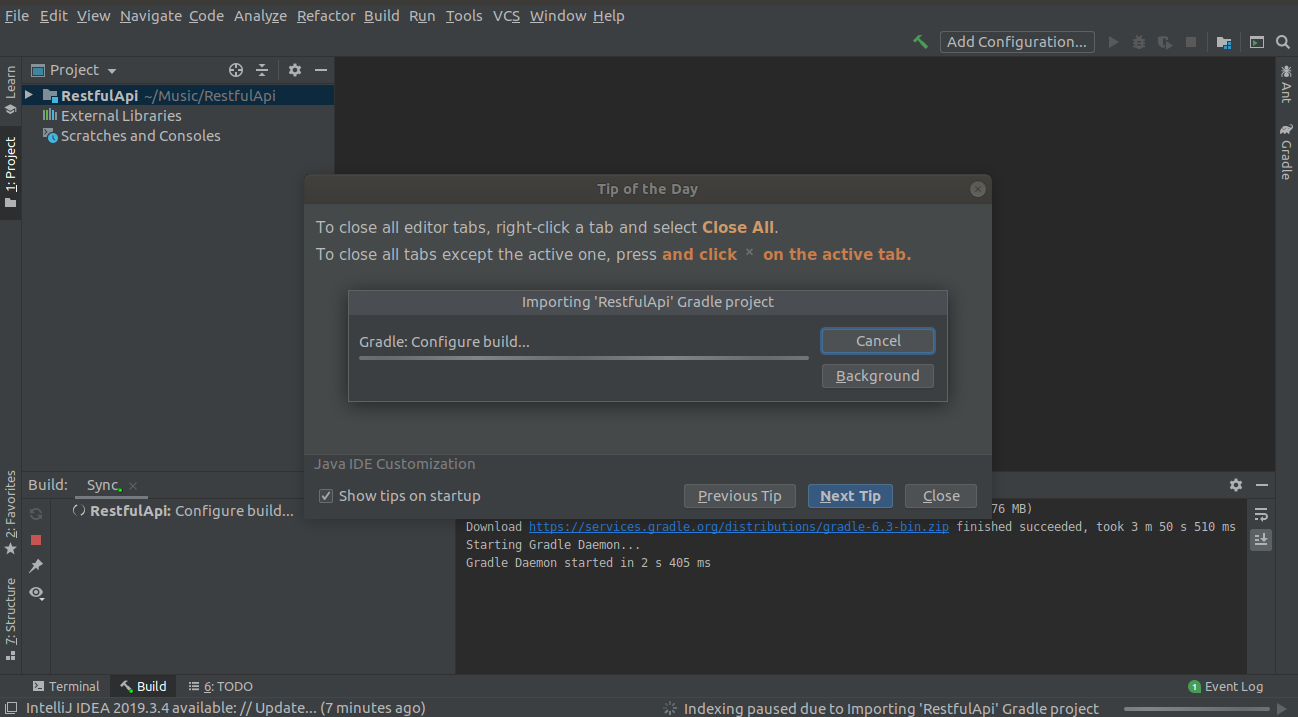 File Edit View Navigate Code Analyze Refactor Build Run Tools VCS Window Help
Add Configuration...
Learn
1: Project
2: Favorites
7: Structure
Project
RestfulApi ~/Music/RestfulApi
External Libraries
Scratches and Consoles
Ant
Gradle
Tip of the Day
To close all editor tabs, right-click a tab and select Close All.
To close all tabs except the active one, press and click × on the active tab.
Importing 'RestfulApi' Gradle project
Gradle: Configure build...
Cancel
Background
Java IDE Customization
Show tips on startup
Previous Tip Next Tip Close
Build: Sync
RestfulApi: Configure build...
76 MB)
Download https://services.gradle.org/distributions/gradle-6.3-bin.zip finished succeeded, took 3 m 50 s 510 ms
Starting Gradle Daemon...
Gradle Daemon started in 2 s 405 ms
Terminal Build 6: TODO
1 Event Log
IntelliJ IDEA 2019.3.4 available: // Update... (7 minutes ago)
Indexing paused due to Importing 'RestfulApi' Gradle project